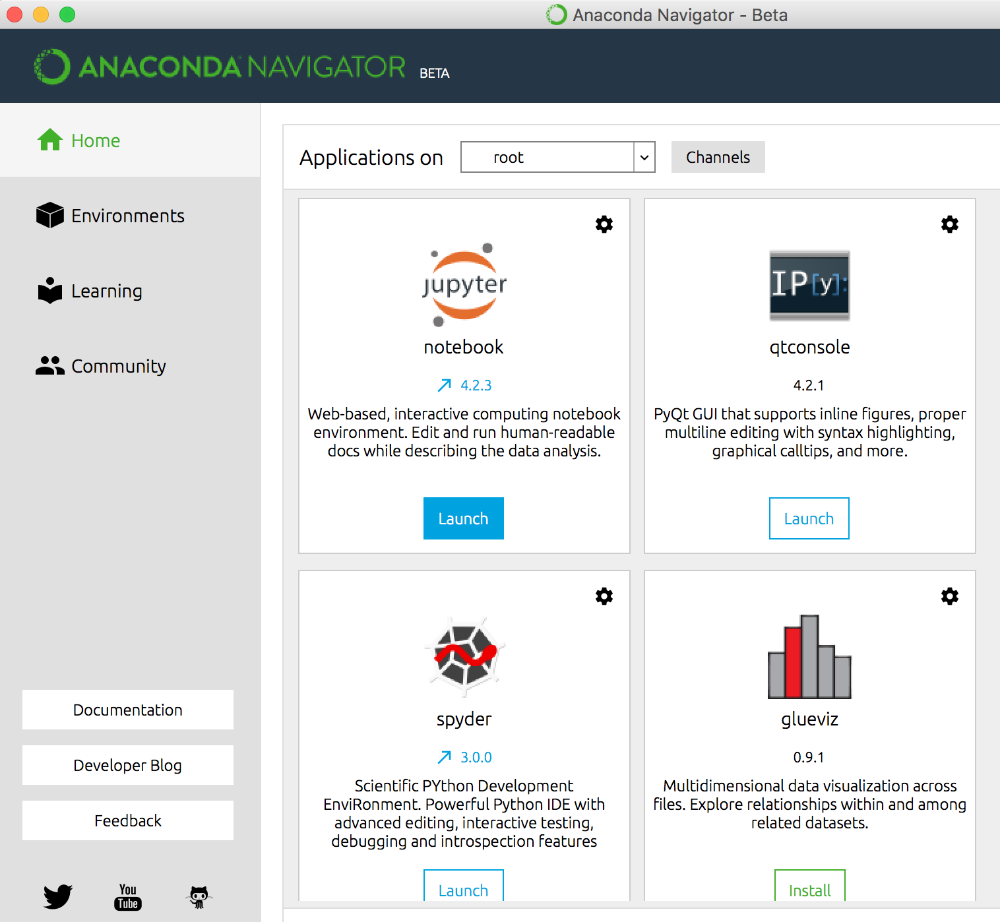 Anaconda Navigator - Beta
ANACONDA NAVIGATOR BETA
Home
Environments
Learning
Community
Documentation
Developer Blog
Feedback
You
Tube
Applications on root Channels
jupyter
notebook
4.2.3
Web-based, interactive computing notebook
environment. Edit and run human-readable
docs while describing the data analysis.
Launch
IP[y]:
qtconsole
4.2.1
PyQt GUI that supports inline figures, proper
multiline editing with syntax highlighting,
graphical calltips, and more.
Launch
spyder
3.0.0
Scientific PYthon Development
EnviRonment. Powerful Python IDE with
advanced editing, interactive testing,
debugging and introspection features
Launch
glueviz
0.9.1
Multidimensional data visualization across
files. Explore relationships within and among
related datasets.
Install